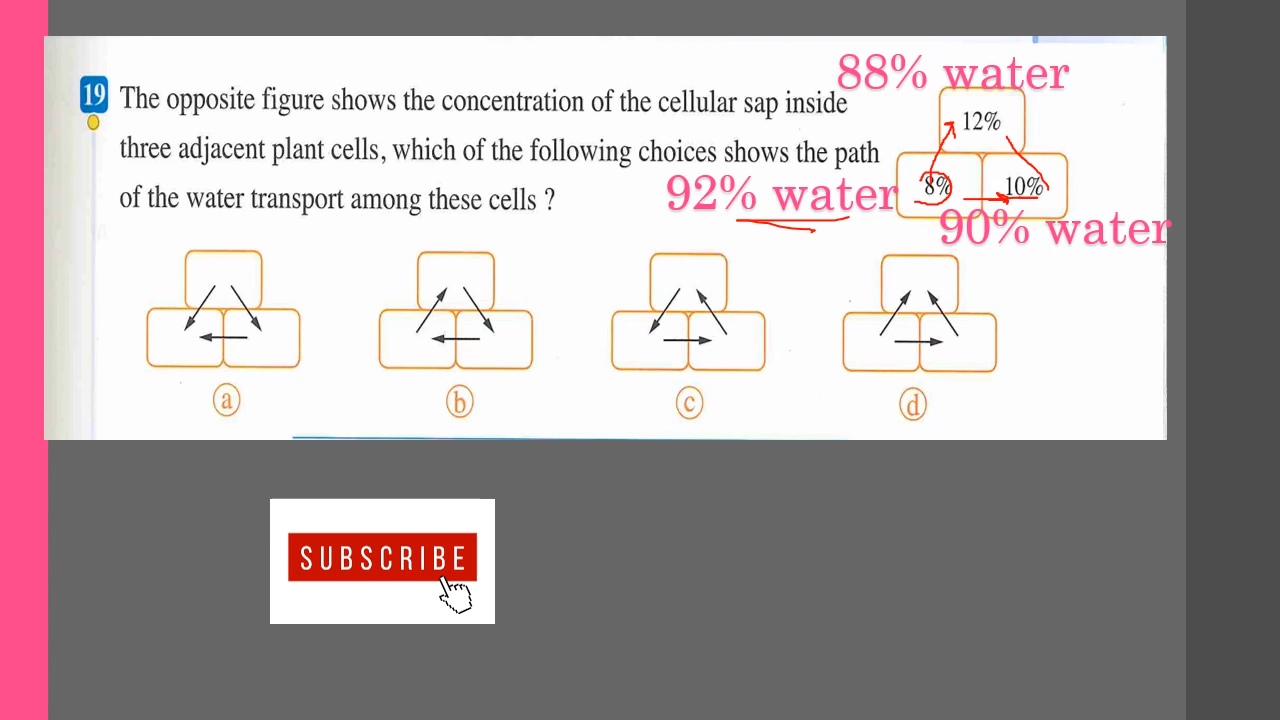 88% water
19 The opposite figure shows the concentration of the cellular sap inside
12%
three adjacent plant cells, which of the following choices shows the path
of the water transport among these cells ?
92% water
8%
10%
90% water
a
b
c
d
SUBSCRIBE